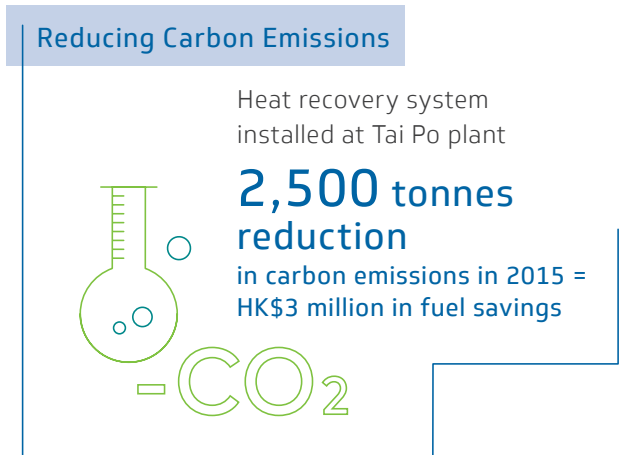 Reducing Carbon Emissions
Heat recovery system
installed at Tai Po plant
2,500 tonnes
reduction
in carbon emissions in 2015 =
HK$3 million in fuel savings
-CO2